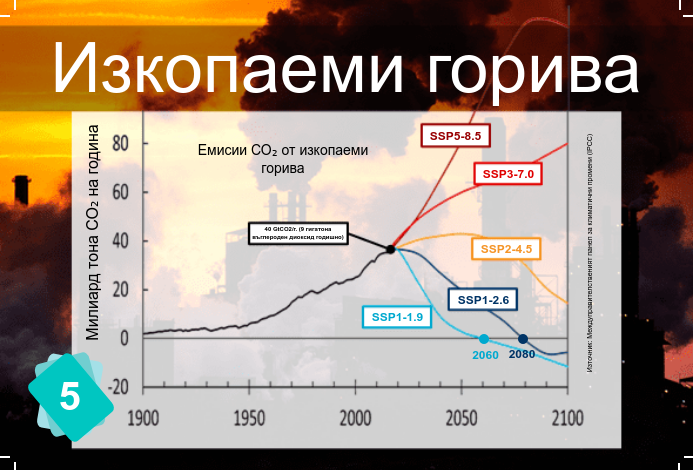 Изкопаеми горива
Милиард тона CO₂ на година
Емисии CO₂ от изкопаеми
горива
80
60
40
20
0
-20
1900
1950
2000
2050
2100
40 GtCO2/г. (9 гигатона
въглероден диоксид годишно)
SSP5-8.5
SSP3-7.0
SSP2-4.5
SSP1-2.6
SSP1-1.9
2060
2080
Източник: Междуправителственият панел за климатични промени (IPCC)
5